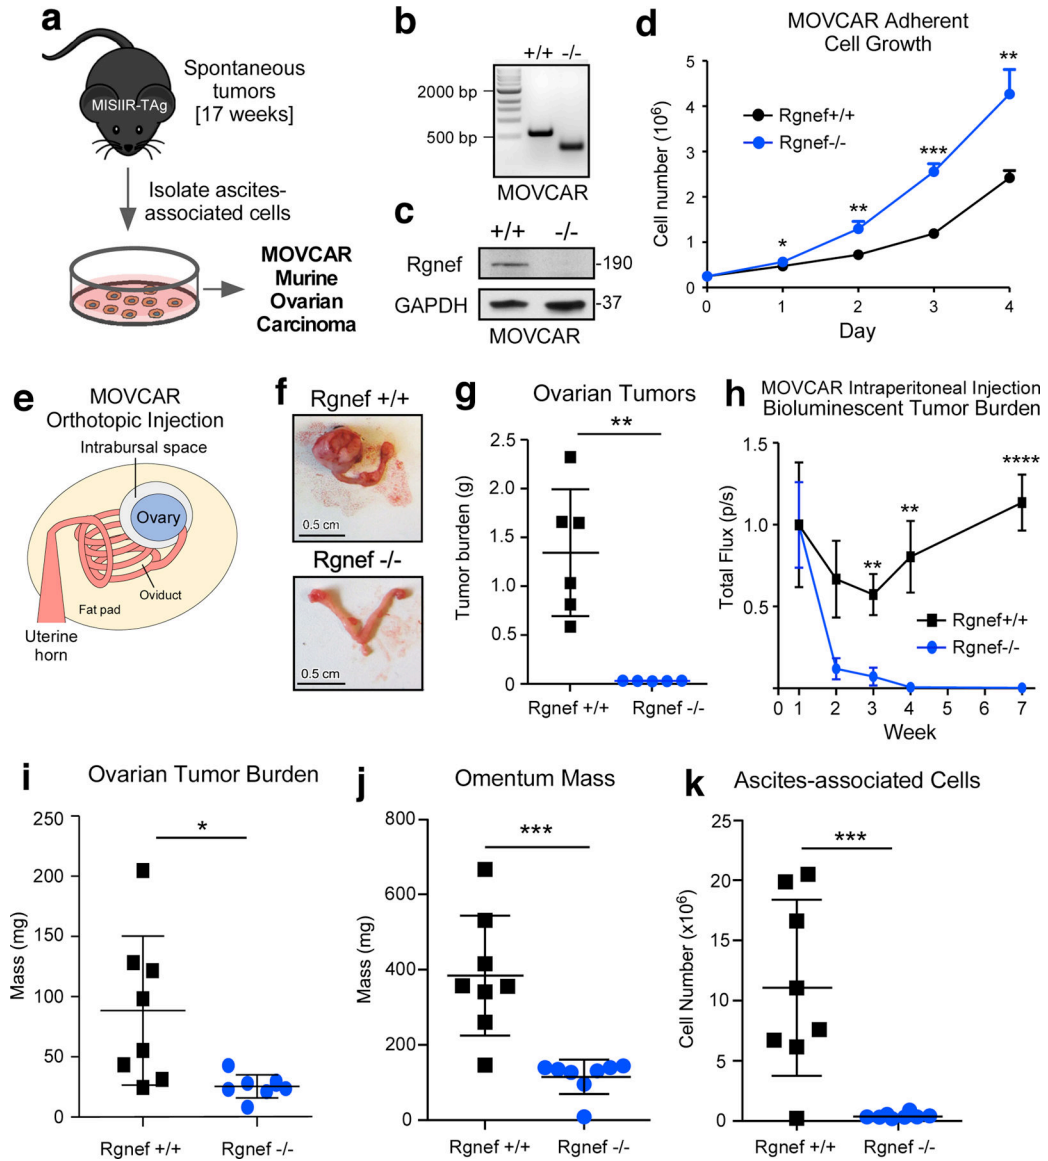 a
MISIIR-TAg
Spontaneous
tumors
[17 weeks]
Isolate ascites-
associated cells
MOVCAR
Murine
Ovarian
Carcinoma
b
+/+ -/-
2000 bp
500 bp
MOVCAR
c
+/+ -/-
Rgnef
-190
GAPDH
-37
MOVCAR
d
MOVCAR Adherent
Cell Growth
Cell number (10⁶)
5
4
3
2
1
0
Rgnef+/+
Rgnef-/-
*
**
***
**
0 1 2 3 4
Day
e
MOVCAR
Orthotopic Injection
Intrabursal space
Ovary
Oviduct
Fat pad
Uterine
horn
f
Rgnef +/+
0.5 cm
Rgnef -/-
0.5 cm
g
Ovarian Tumors
**
Tumor burden (g)
2.5
2.0
1.5
1.0
0.5
0
Rgnef +/+ Rgnef -/-
h
MOVCAR Intraperitoneal Injection
Bioluminescent Tumor Burden
Total Flux (p/s)
1.5
1.0
0.5
**
**
****
Rgnef+/+
Rgnef-/-
0 1 2 3 4 5 6 7
Week
i
Ovarian Tumor Burden
*
Mass (mg)
250
200
150
100
50
0
Rgnef +/+ Rgnef -/-
j
Omentum Mass
***
Mass (mg)
800
600
400
200
0
Rgnef +/+ Rgnef -/-
k
Ascites-associated Cells
***
Cell Number (x10⁶)
25
20
15
10
5
0
Rgnef +/+ Rgnef -/-